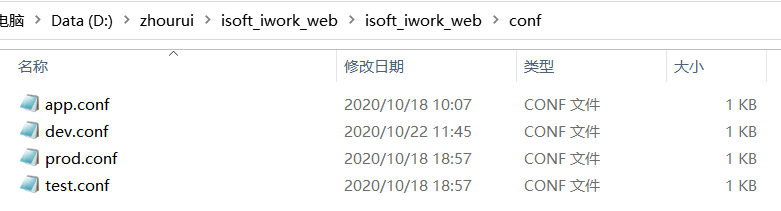 电脑 > Data (D:) > zhourui > isoft_iwork_web > isoft_iwork_web > conf
名称 修改日期 类型 大小
app.conf 2020/10/18 10:07 CONF 文件 1 KB
dev.conf 2020/10/22 11:45 CONF 文件 1 KB
prod.conf 2020/10/18 18:57 CONF 文件 1 KB
test.conf 2020/10/18 18:57 CONF 文件 1 KB